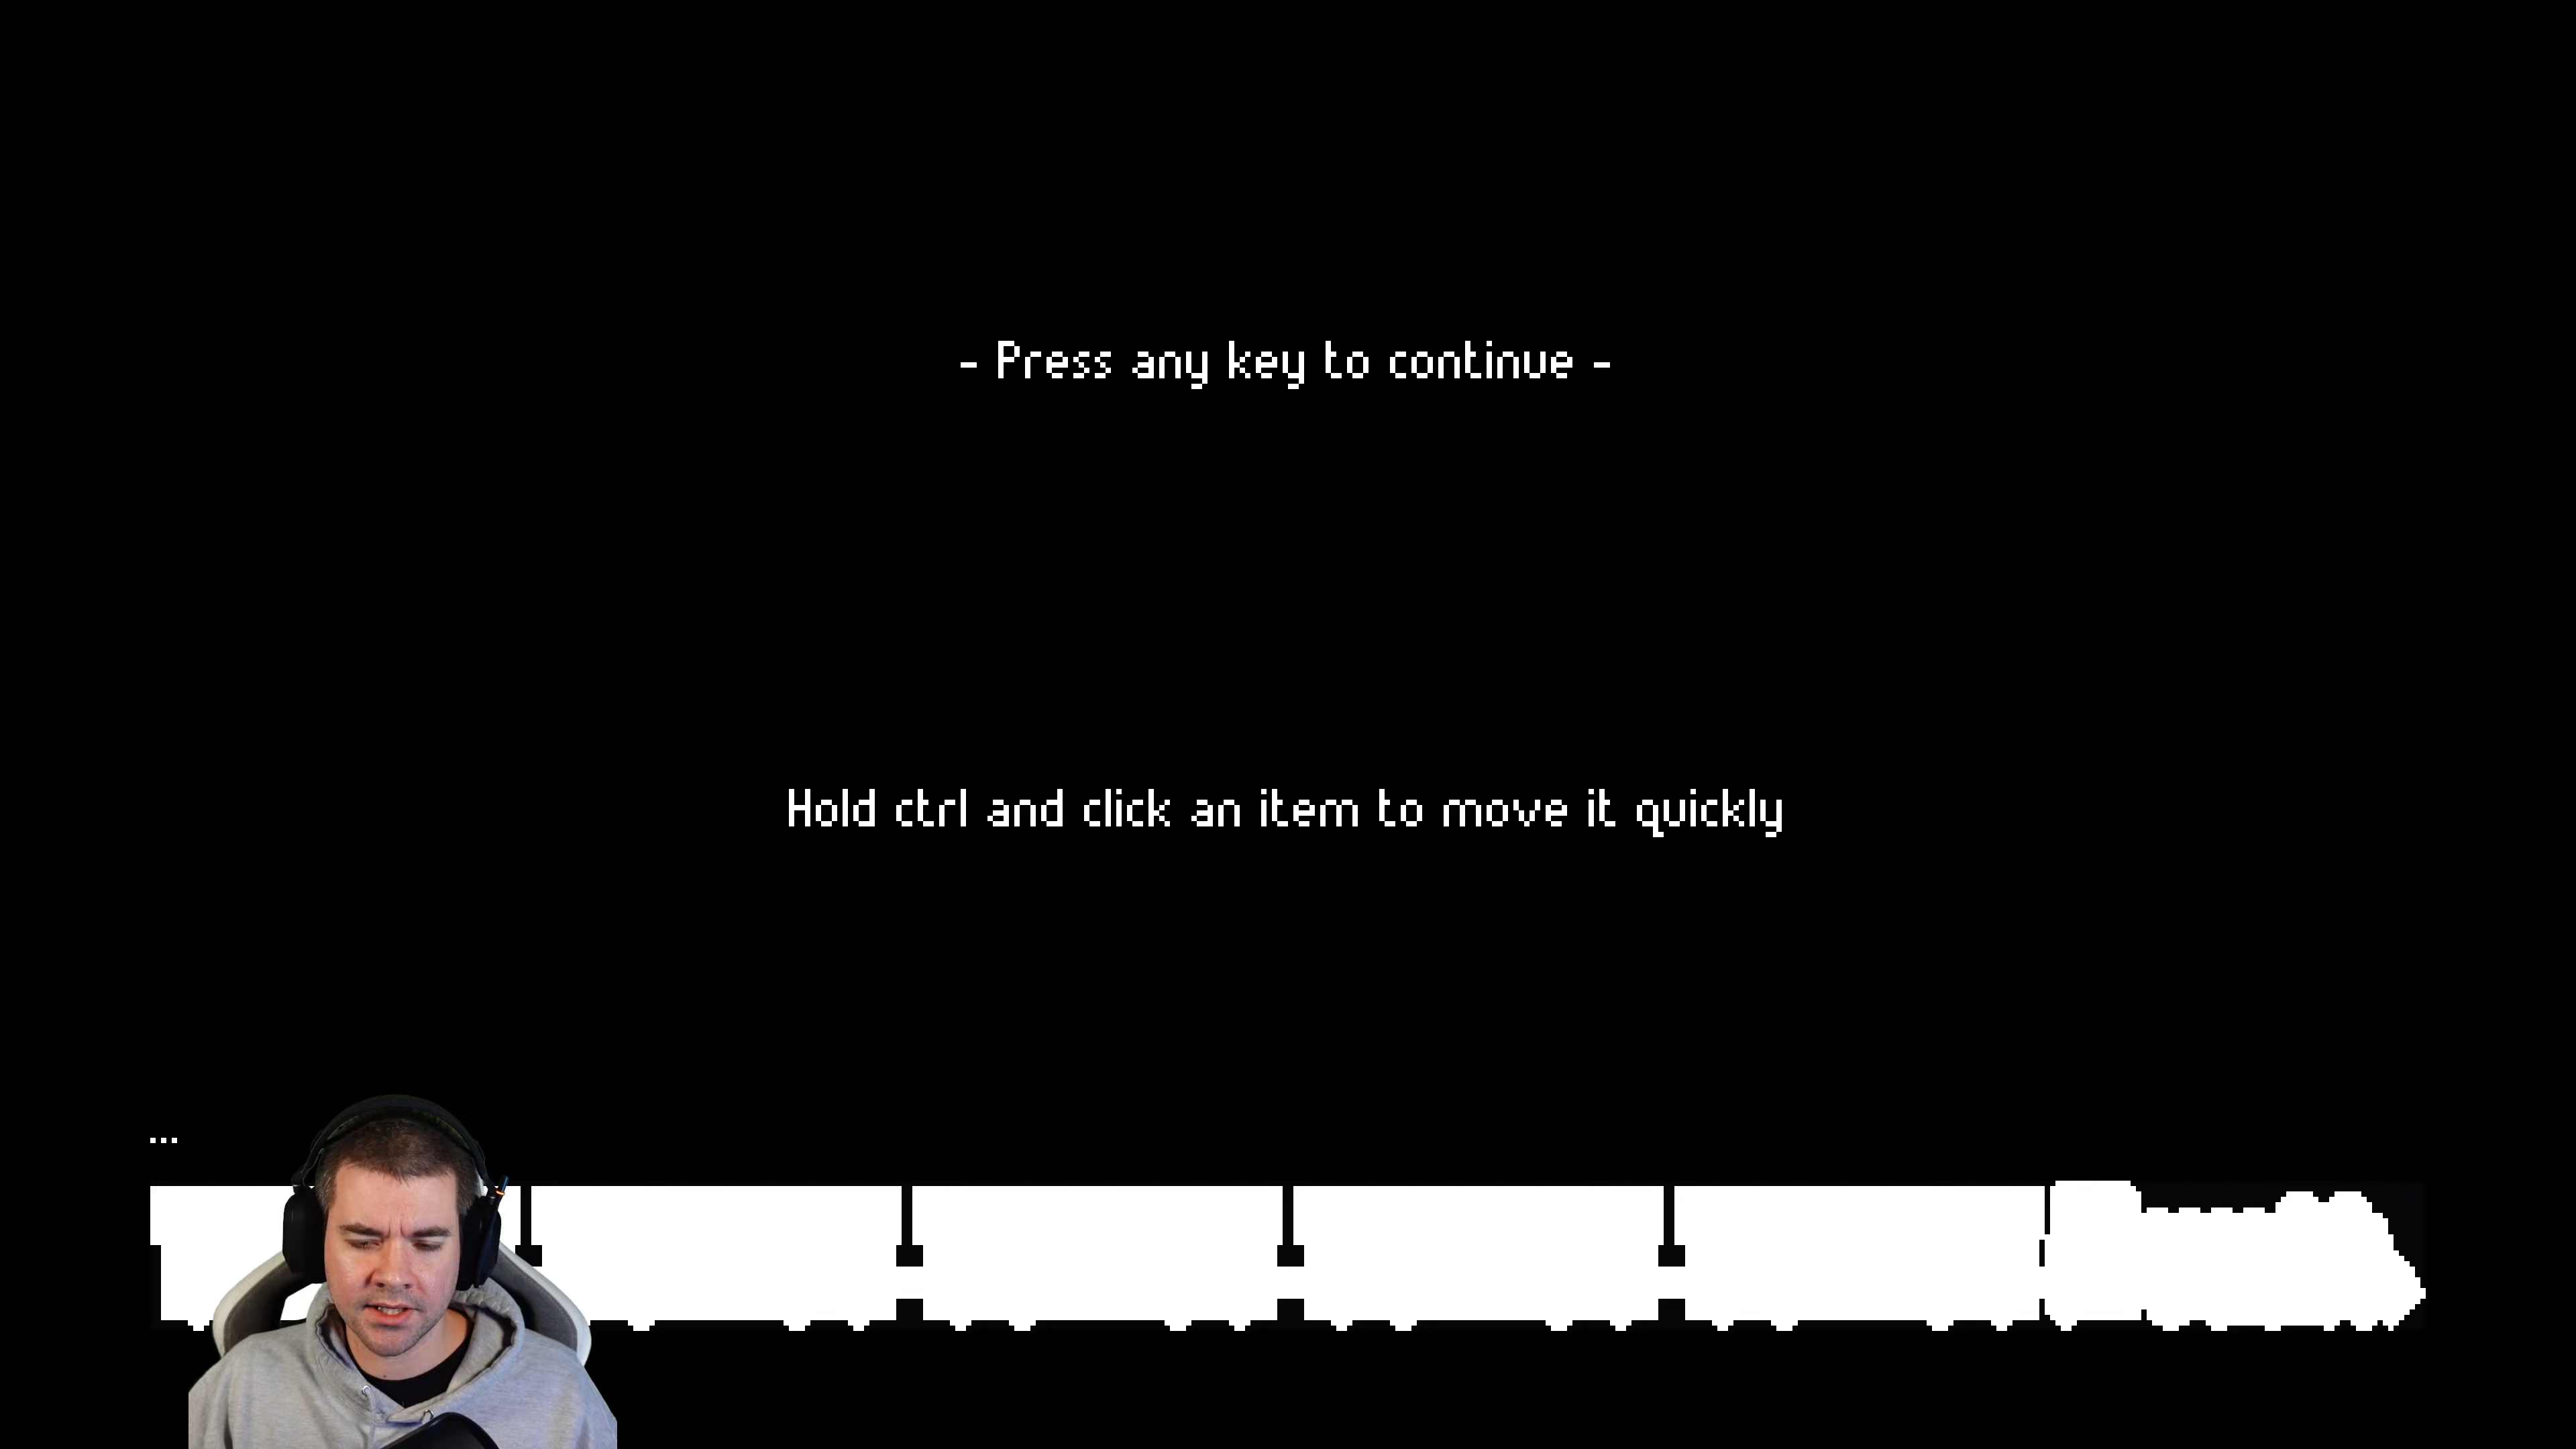 - Press any key to continue -
Hold ctrl and click an item to move it quickly
...